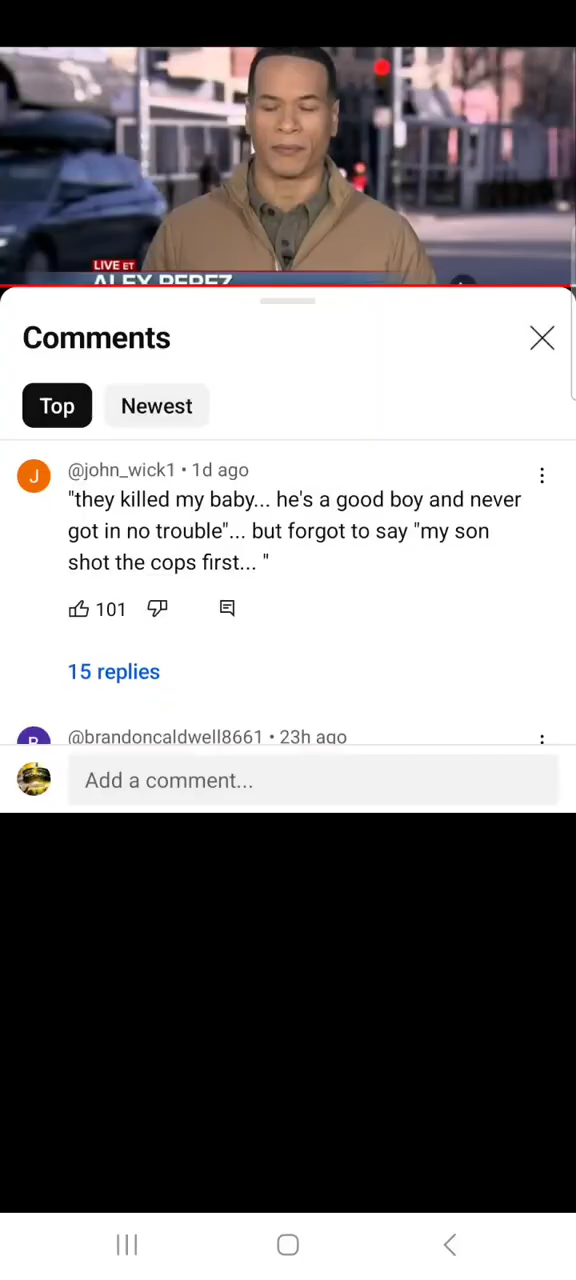 LIVE ET
ALEX PEREZ
Comments
Top
Newest
@john_wick1 • 1d ago
"they killed my baby... he's a good boy and never
got in no trouble"... but forgot to say "my son
shot the cops first... "
101
15 replies
@brandoncaldwell8661 • 23h ago
Add a comment...